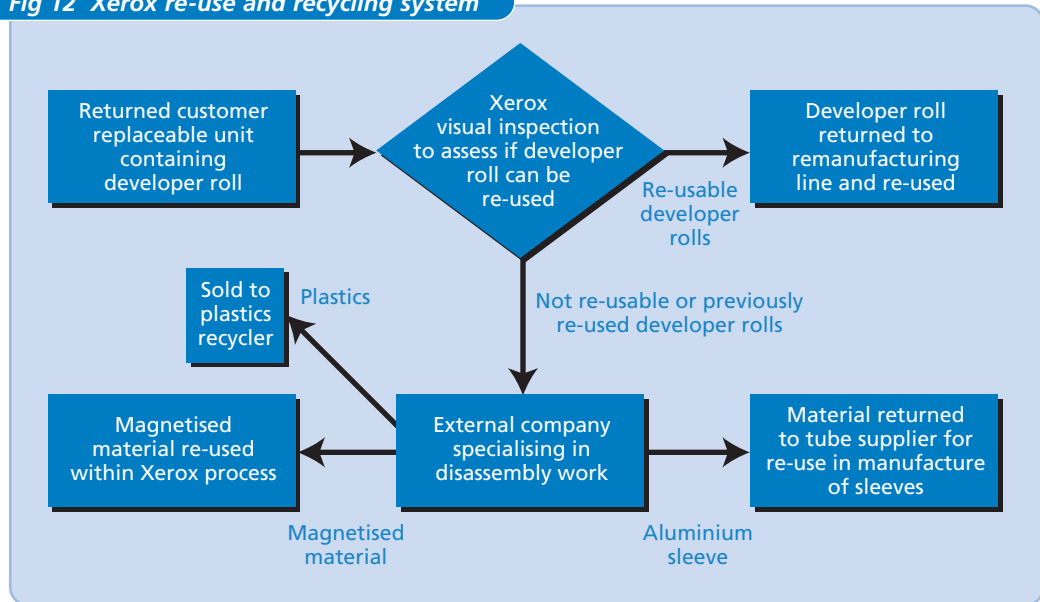 Fig 12 Xerox re-use and recycling system
Returned customer
replaceable unit
containing
developer roll
Xerox
visual inspection
to assess if developer
roll can be
re-used
Developer roll
returned to
remanufacturing
line and re-used
Re-usable
developer
rolls
Sold to
plastics
recycler
Plastics
Not re-usable or previously
re-used developer rolls
Magnetised
material re-used
within Xerox process
External company
specialising in
disassembly work
Material returned
to tube supplier for
re-use in manufacture
of sleeves
Magnetised
material
Aluminium
sleeve